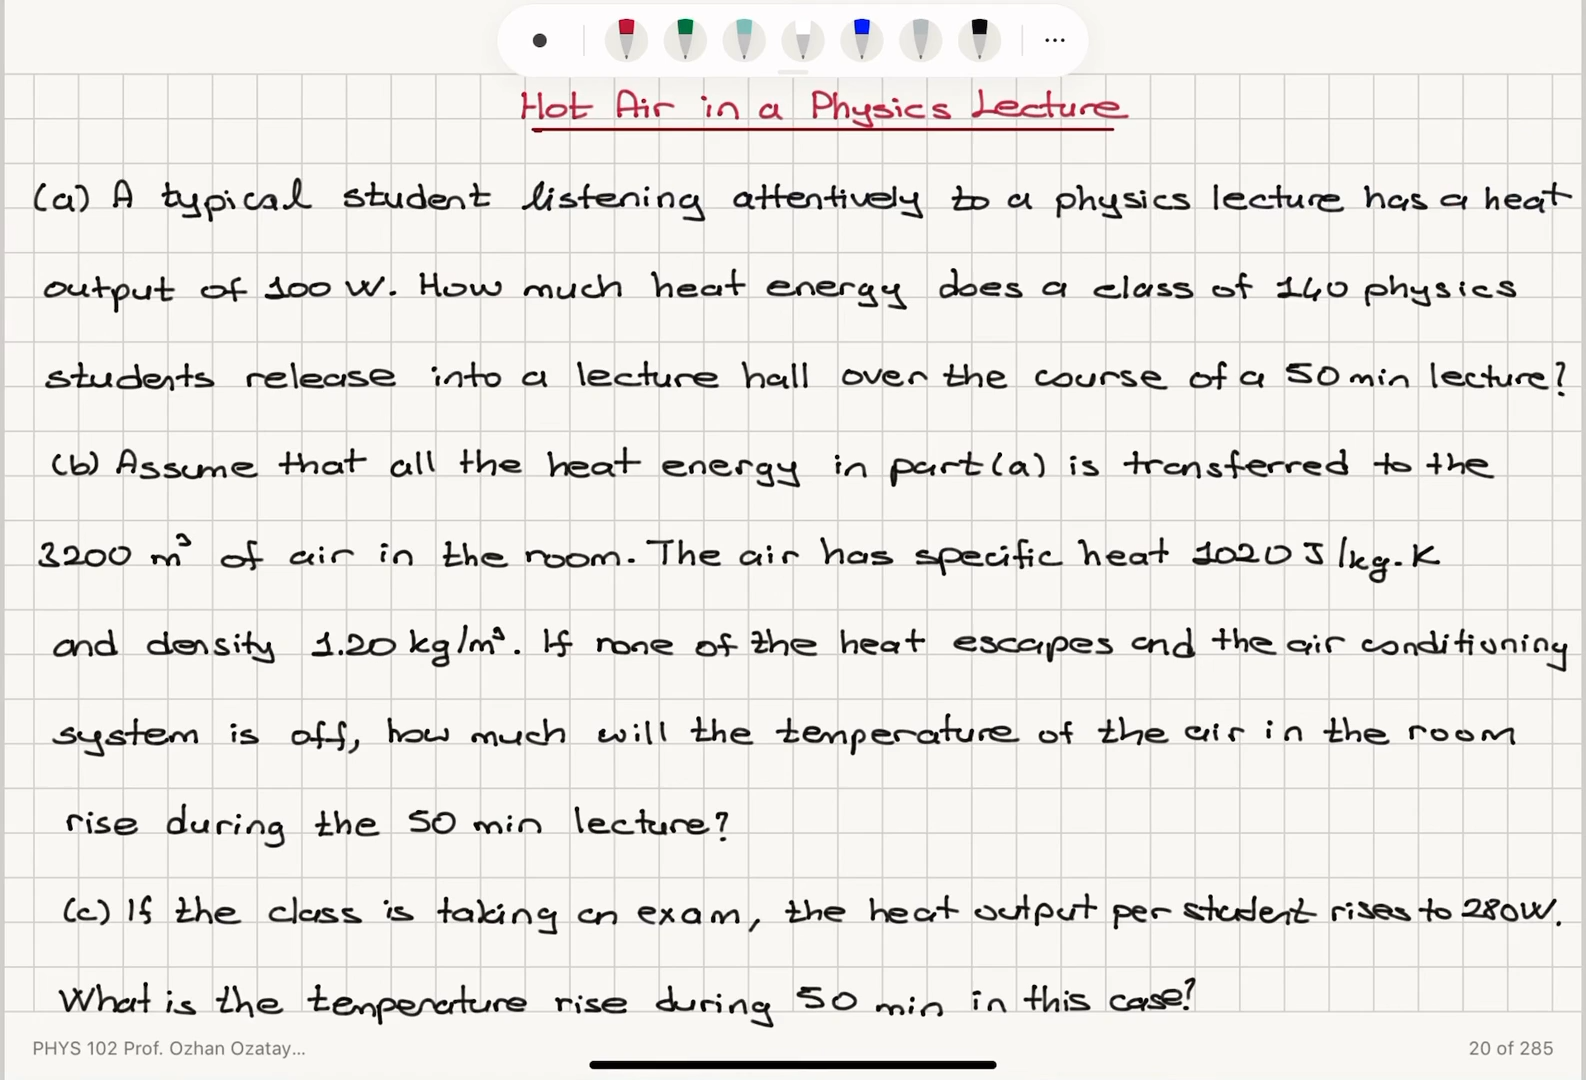 Hot Air in a Physics Lecture
(a) A typical student listening attentively to a physics lecture has a heat
output of 100 W. How much heat energy does a class of 140 physics
students release into a lecture hall over the course of a 50 min lecture?
(b) Assume that all the heat energy in part (a) is transferred to the
3200 m³ of air in the room. The air has specific heat 1020 J/kg.K
and density 1.20 kg/m³. If none of the heat escapes and the air conditioning
system is off, how much will the temperature of the air in the room
rise during the 50 min lecture?
(c) If the class is taking an exam, the heat output per student rises to 280W.
What is the temperature rise during 50 min in this case?
PHYS 102 Prof. Ozhan Ozatay...
20 of 285